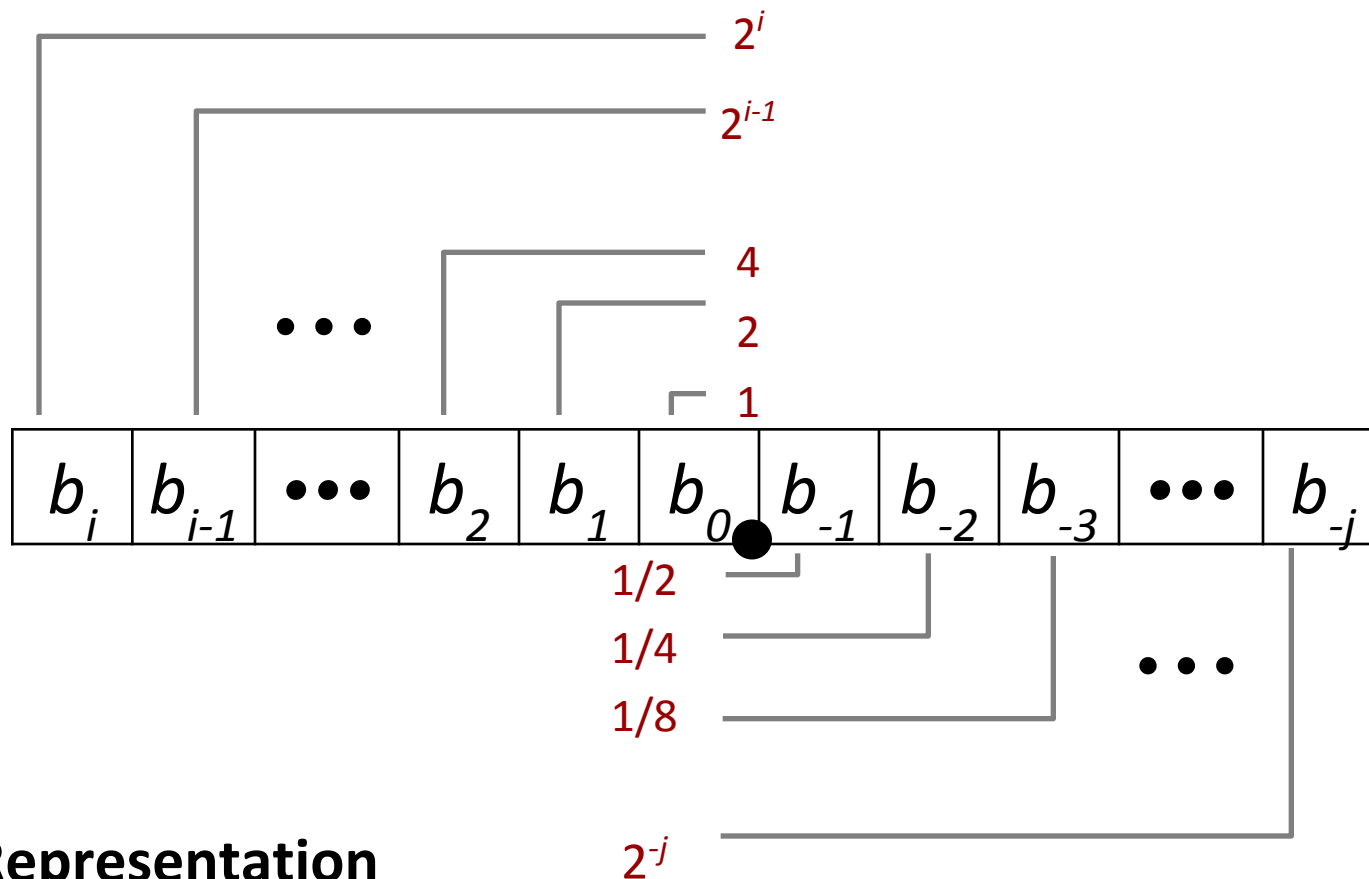 2^i
2^{i-1}
4
•••
2
1
b_i b_{i-1} ••• b_2 b_1 b_0 . b_{-1} b_{-2} b_{-3} ••• b_{-j}
1/2
1/4
•••
1/8
2^{-j}